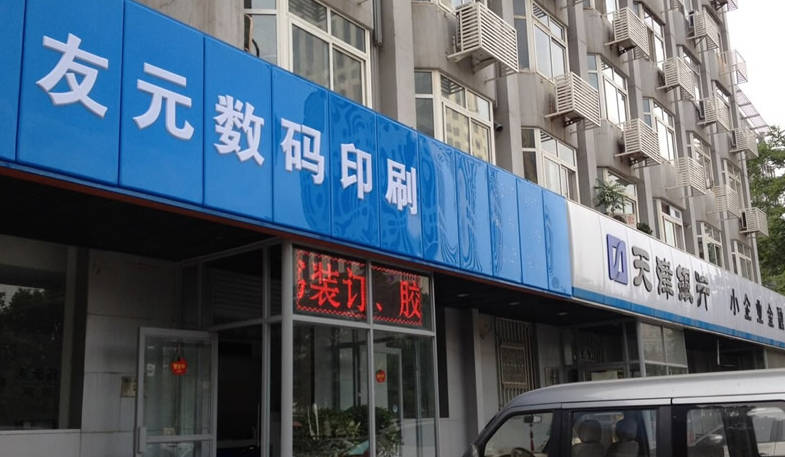 友元数码印刷
装订、胶
天津银行
小企业金融